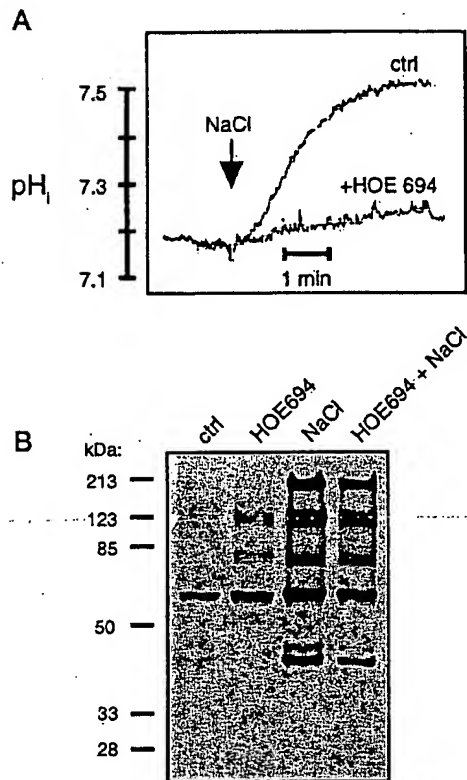 A
7.5
7.3
7.1
pHi
NaCl
ctrl
+HOE 694
1 min
B
kDa:
ctrl
HOE694
NaCl
HOE694 + NaCl
213
123
85
50
33
28